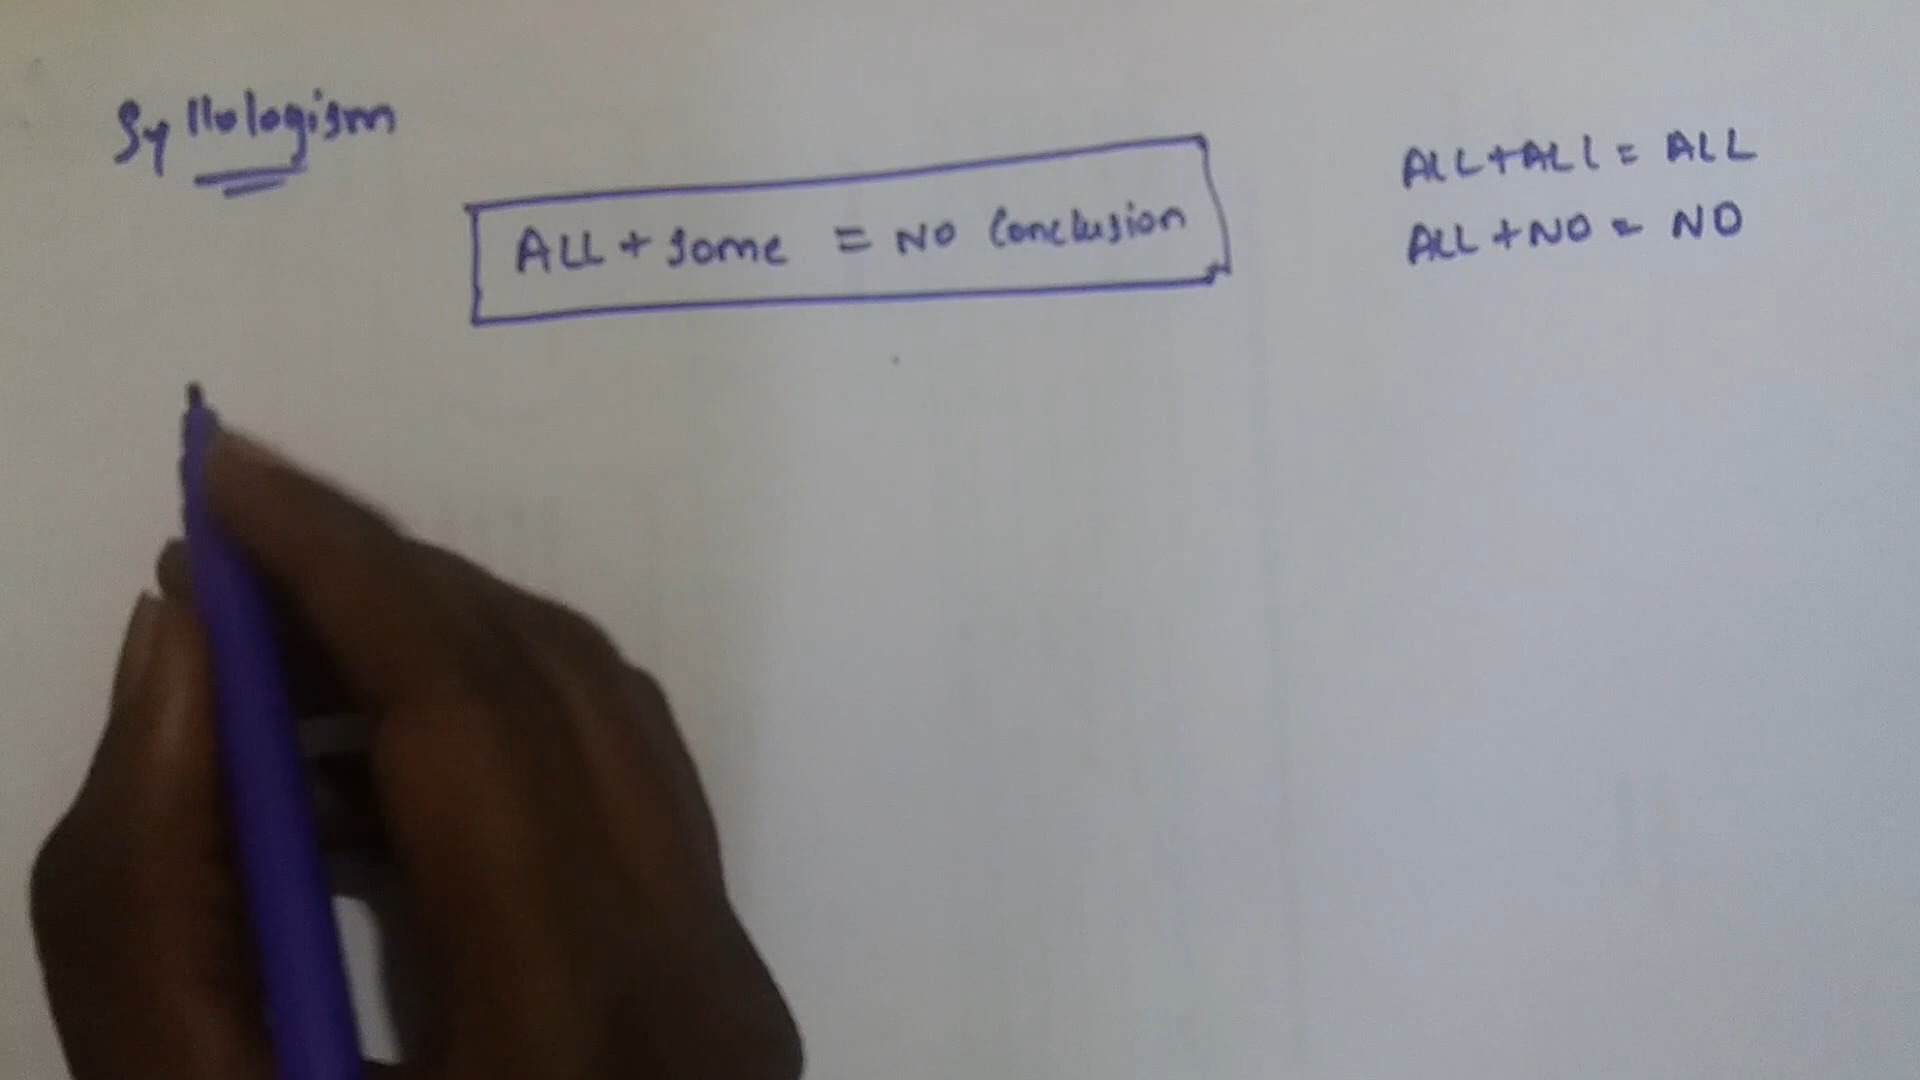 Syllologism
ALL + Some = NO Conclusion
ALL + ALL = ALL
ALL + NO = NO